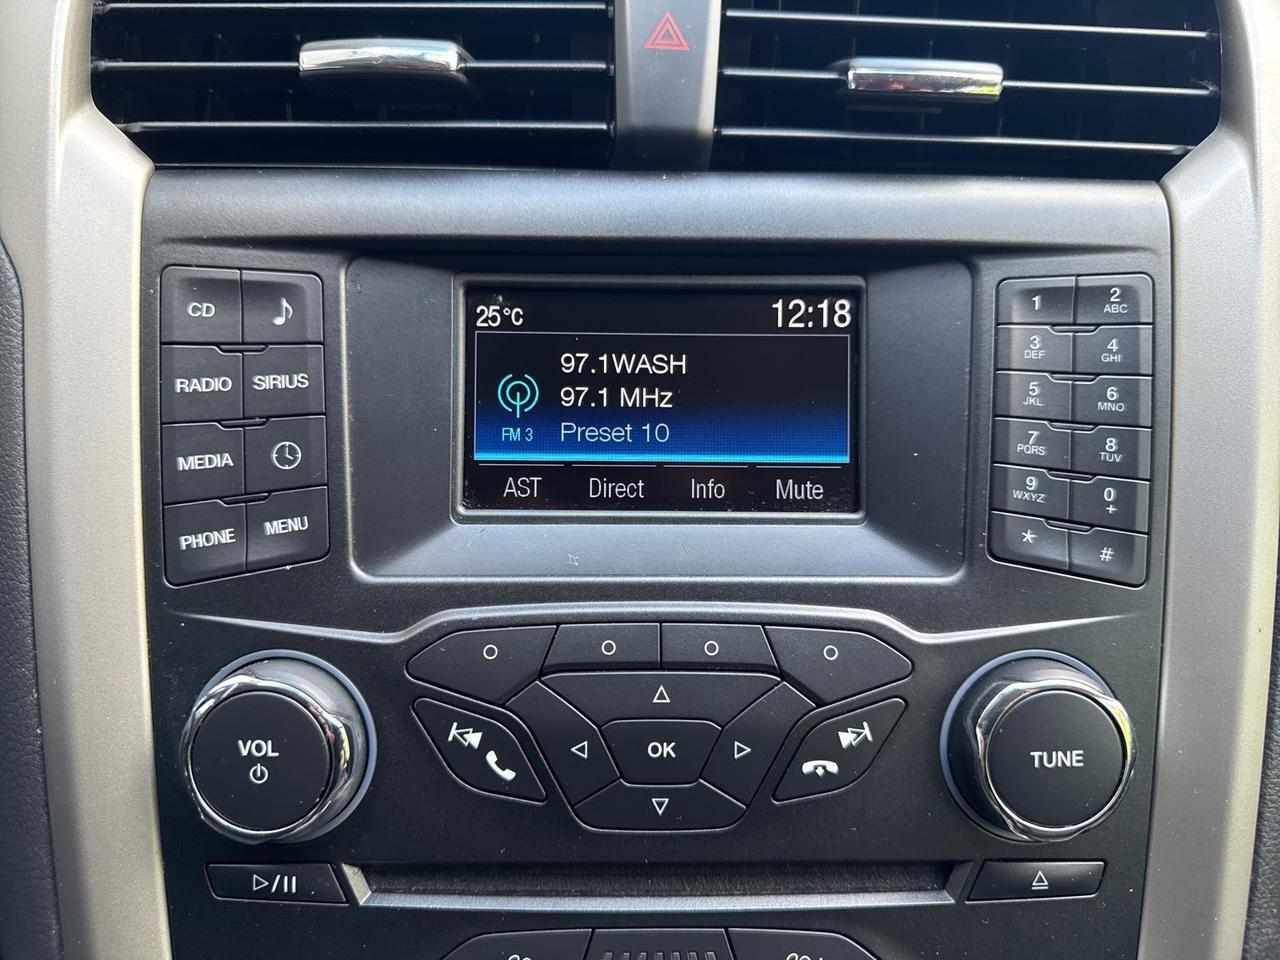 25°C 12:18
97.1WASH
97.1 MHz
FM 3 Preset 10
AST Direct Info Mute
CD
RADIO SIRIUS
MEDIA
PHONE MENU
1 2 ABC
3 DEF 4 GHI
5 JKL 6 MNO
7 PQRS 8 TUV
9 WXYZ 0 +
* #
VOL
OK
TUNE